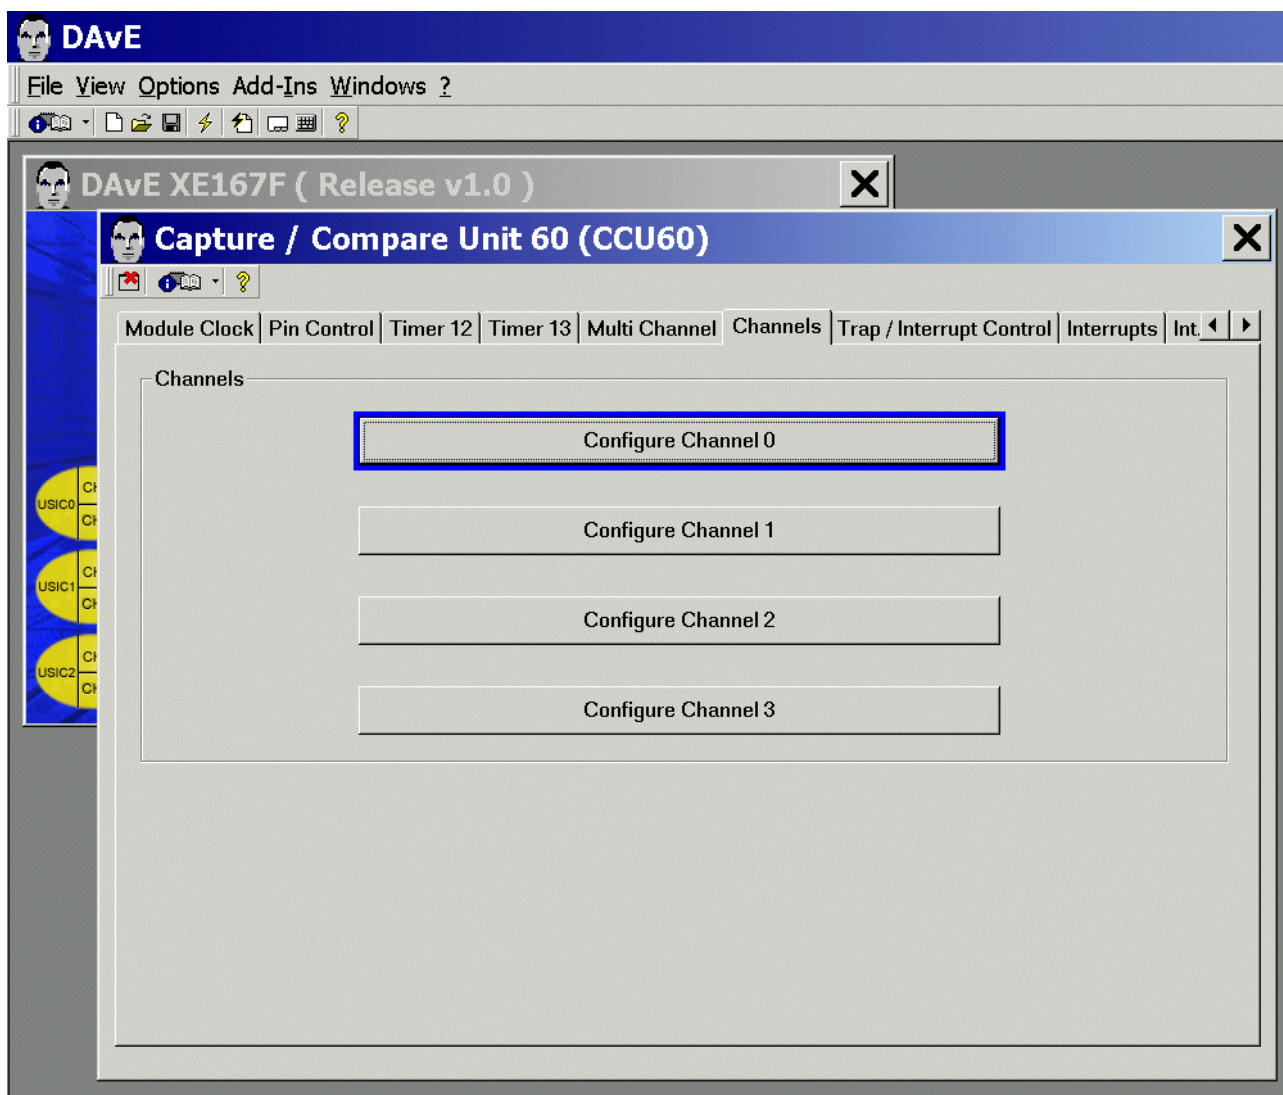 DAvE
File View Options Add-Ins Windows ?
DAvE XE167F ( Release v1.0 )
Capture / Compare Unit 60 (CCU60)
Module Clock Pin Control Timer 12 Timer 13 Multi Channel Channels Trap / Interrupt Control Interrupts Int.
Channels
Configure Channel 0
Configure Channel 1
Configure Channel 2
Configure Channel 3
USIC0
USIC1
USIC2